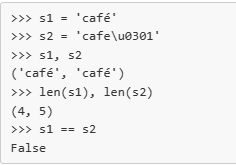 >>> s1 = 'café'
>>> s2 = 'cafe\u0301'
>>> s1, s2
('café', 'café')
>>> len(s1), len(s2)
(4, 5)
>>> s1 == s2
False